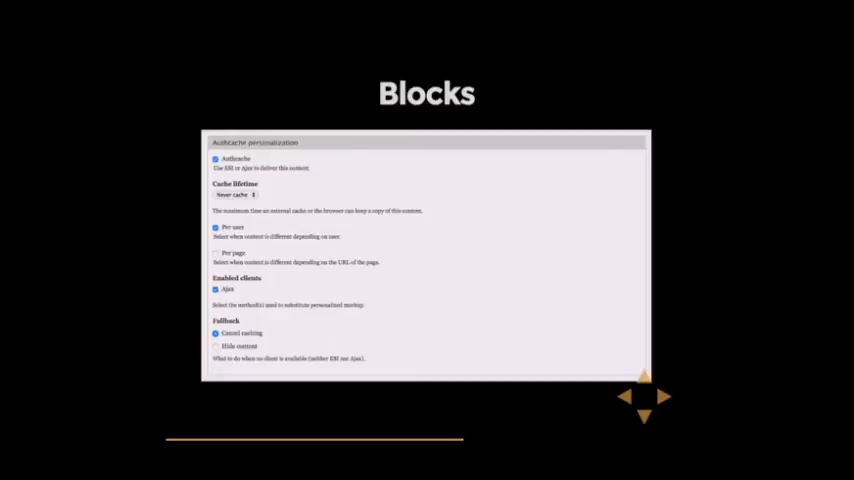 Blocks
Authcache personalization
Authcache
Use ESI or Ajax to deliver this content.
Cache lifetime
Never cache
The maximum time an external cache or the browser can keep a copy of this content.
Per user
Select when content is different depending on user.
Per page
Select when content is different depending on the URL of the page.
Enabled clients
Ajax
Select the method(s) used to substitute personalized markup
Fallback
Cancel caching
Hide content
What to do when no client is available (neither ESI nor Ajax).